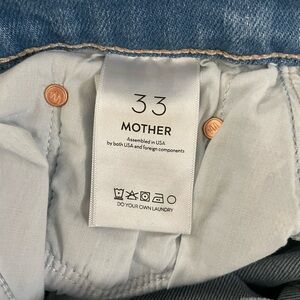 33
MOTHER
Assembled in USA
by both USA and foreign components
DO YOUR OWN LAUNDRY